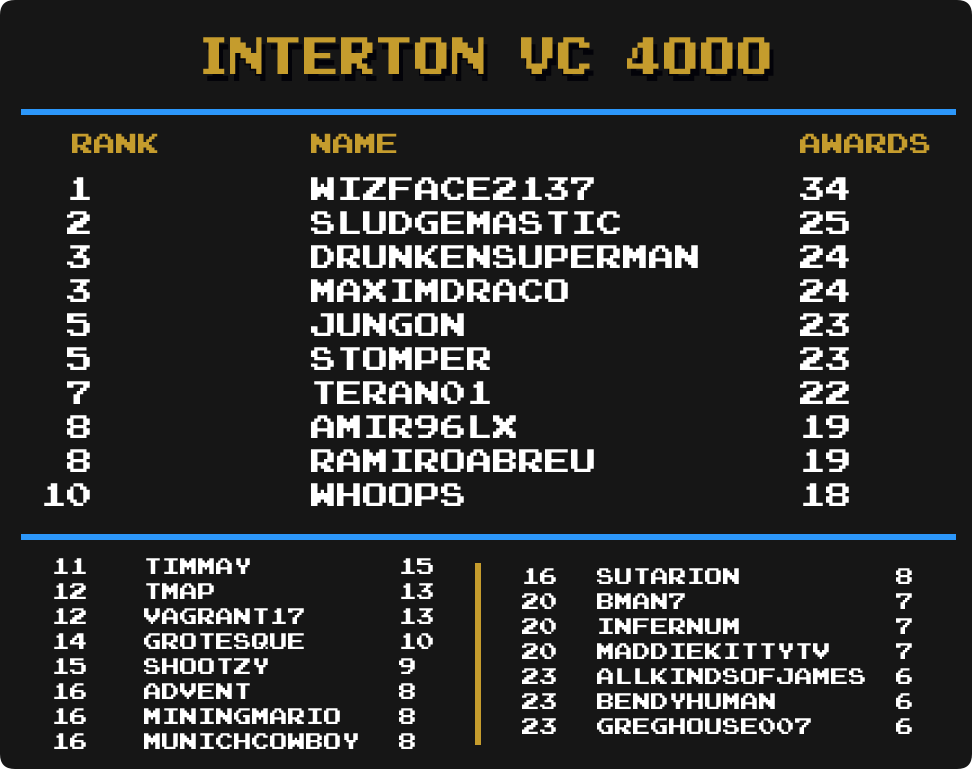 INTERTON VC 4000
RANK NAME AWARDS
1 WIZFACE2137 34
2 SLUDGEMASTIC 25
3 DRUNKENSUPERMAN 24
3 MAXIMDRACO 24
5 JUNGON 23
5 STOMPER 23
7 TERAN01 22
8 AMIR96LX 19
8 RAMIROABREU 19
10 WHOOPS 18
11 TIMMAY 15
12 TMAP 13
12 VAGRANT17 13
14 GROTESQUE 10
15 SHOOTZY 9
16 ADVENT 8
16 MININGMARIO 8
16 MUNICHCOWBOY 8
16 SUTARION 8
20 BMAN7 7
20 INFERNUM 7
20 MADDIEKITTYTV 7
23 ALLKINDSOFJAMES 6
23 BENDYHUMAN 6
23 GREGHOUSE007 6